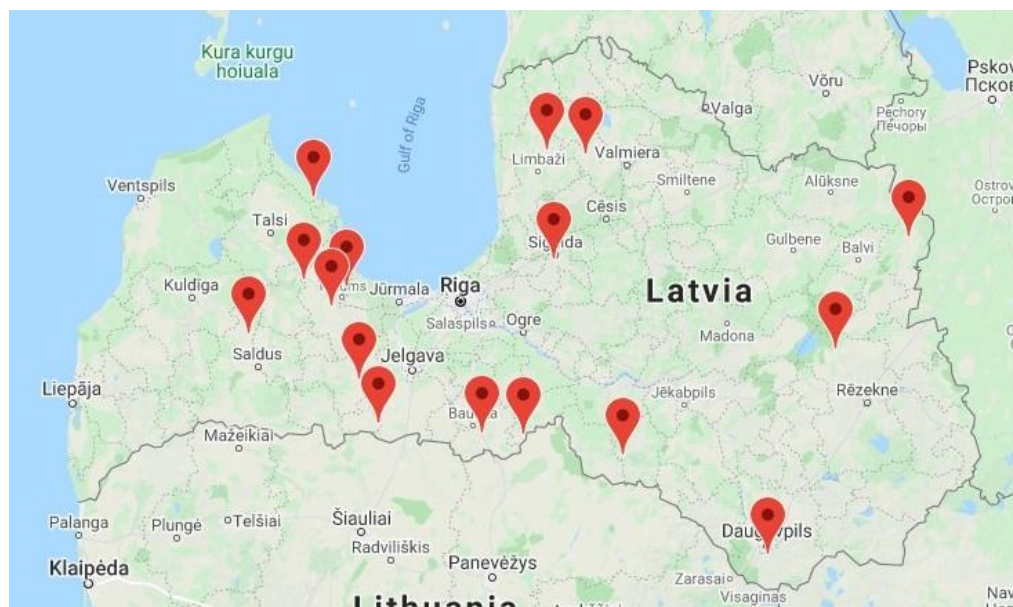 Kura kurgu
hoiuala
Gulf of Riga
Pskov
Псков
Võru
Valga
Pechory
Печоры
Limbaži
Valmiera
Ventspils
Smiltene
Alūksne
Ostrov
Talsi
Cēsis
Gulbene
Balvi
Kuldīga
Jūrmala
Riga
Latvia
Salaspils
Ogre
Madona
Saldus
Jelgava
Liepāja
Jēkabpils
Rēzekne
Mažeikiai
Palanga
Plungė
Telšiai
Šiauliai
Radviliškis
Klaipėda
Panevėžys
Zarasai
Visaginas
Lithuania